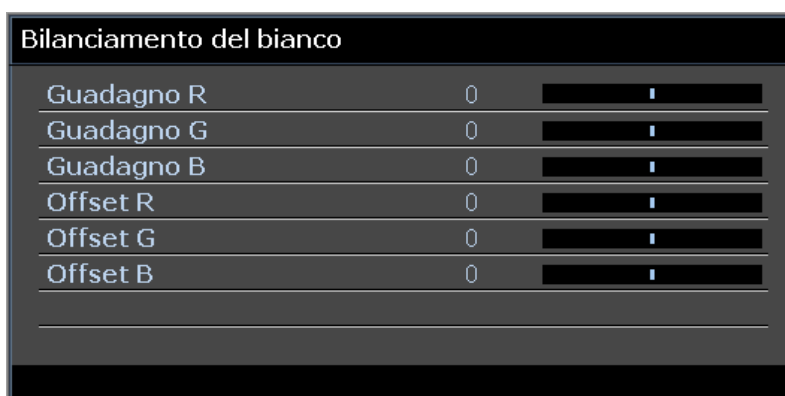 Bilanciamento del bianco
Guadagno R 0
Guadagno G 0
Guadagno B 0
Offset R 0
Offset G 0
Offset B 0